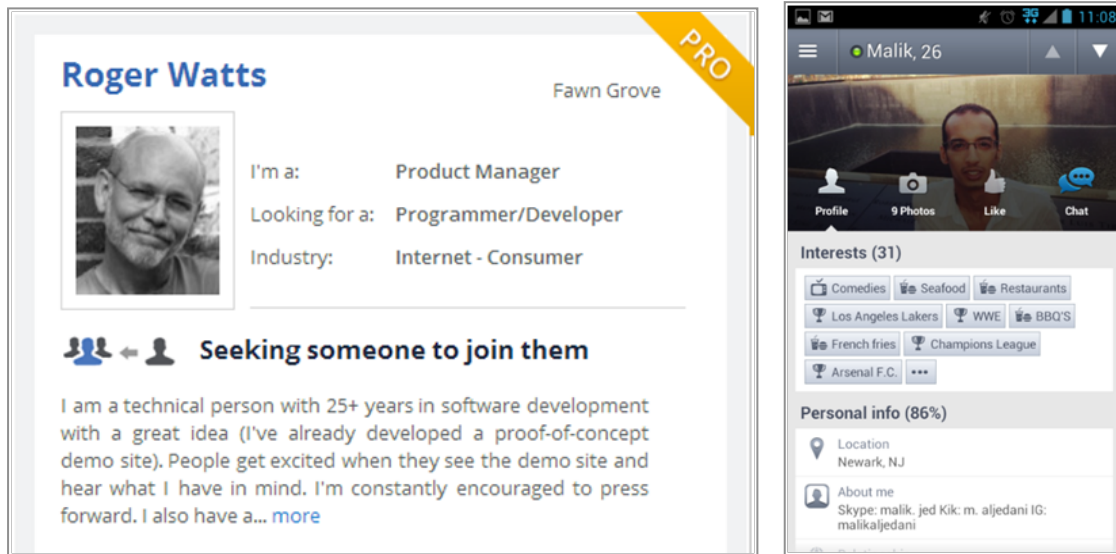 PRO
Roger Watts
Fawn Grove
I'm a: Product Manager
Looking for a: Programmer/Developer
Industry: Internet - Consumer
Seeking someone to join them
I am a technical person with 25+ years in software development
with a great idea (I've already developed a proof-of-concept
demo site). People get excited when they see the demo site and
hear what I have in mind. I'm constantly encouraged to press
forward. I also have a... more
3G 11:08
Malik, 26
Profile 9 Photos Like Chat
Interests (31)
Comedies Seafood Restaurants
Los Angeles Lakers WWE BBQ'S
French fries Champions League
Arsenal F.C. •••
Personal info (86%)
Location
Newark, NJ
About me
Skype: malik. jed Kik: m. aljedani IG:
malikaljedani